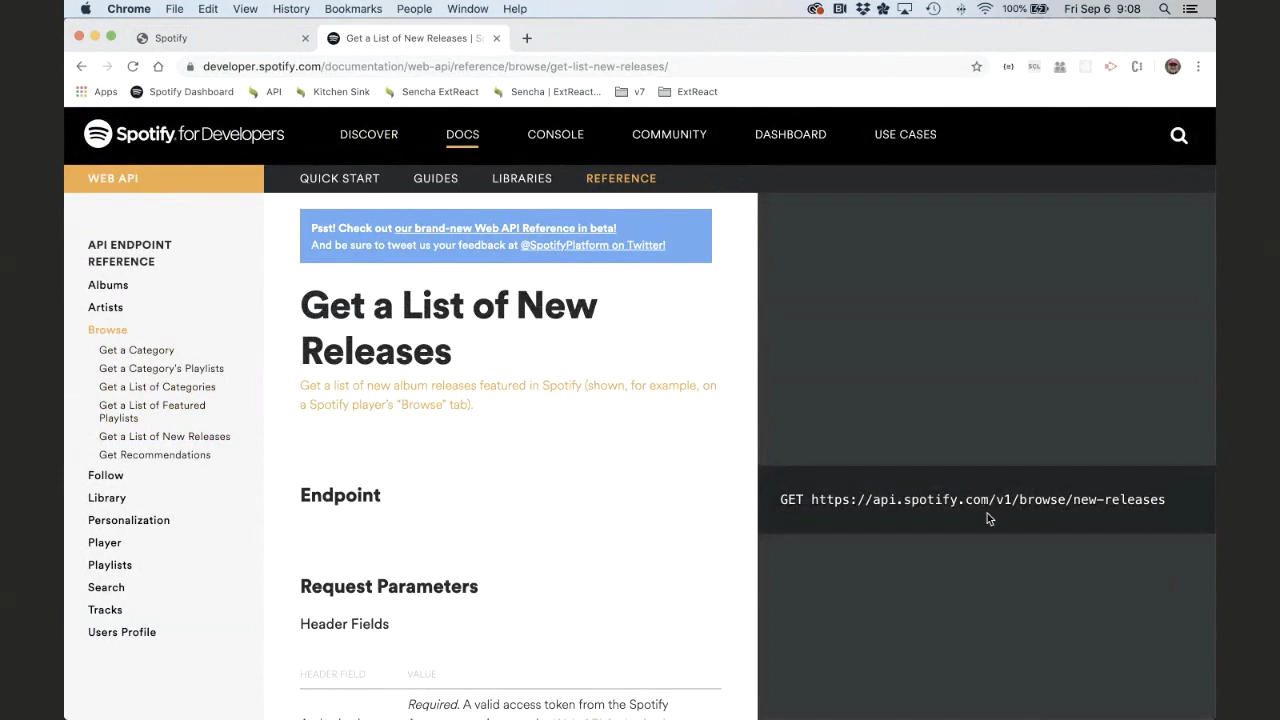 Chrome File Edit View History Bookmarks People Window Help 100% Fri Sep 6 9:08
Spotify
Get a List of New Releases | S
developer.spotify.com/documentation/web-api/reference/browse/get-list-new-releases/
Apps Spotify Dashboard API Kitchen Sink Sencha ExtReact Sencha | ExtReact... v7 ExtReact
Spotify for Developers DISCOVER DOCS CONSOLE COMMUNITY DASHBOARD USE CASES
WEB API QUICK START GUIDES LIBRARIES REFERENCE
API ENDPOINT
REFERENCE
Albums
Artists
Browse
Get a Category
Get a Category's Playlists
Get a List of Categories
Get a List of Featured
Playlists
Get a List of New Releases
Get Recommendations
Follow
Library
Personalization
Player
Playlists
Search
Tracks
Users Profile
Psst! Check out our brand-new Web API Reference in beta!
And be sure to tweet us your feedback at @SpotifyPlatform on Twitter!
Get a List of New
Releases
Get a list of new album releases featured in Spotify (shown, for example, on
a Spotify player's "Browse" tab).
Endpoint
GET https://api.spotify.com/v1/browse/new-releases
Request Parameters
Header Fields
HEADER FIELD VALUE
Required. A valid access token from the Spotify